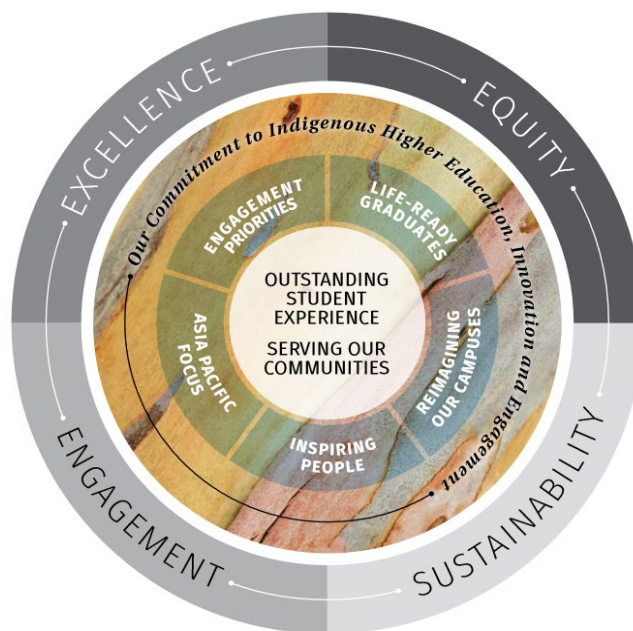 EXCELLENCE
EQUITY
SUSTAINABILITY
ENGAGEMENT
Our Commitment to Indigenous Higher Education, Innovation and Engagement
ENGAGEMENT
PRIORITIES
LIFE-READY
GRADUATES
REIMAGINING
OUR CAMPUSES
INSPIRING
PEOPLE
ASIA PACIFIC
FOCUS
OUTSTANDING
STUDENT
EXPERIENCE
SERVING OUR
COMMUNITIES